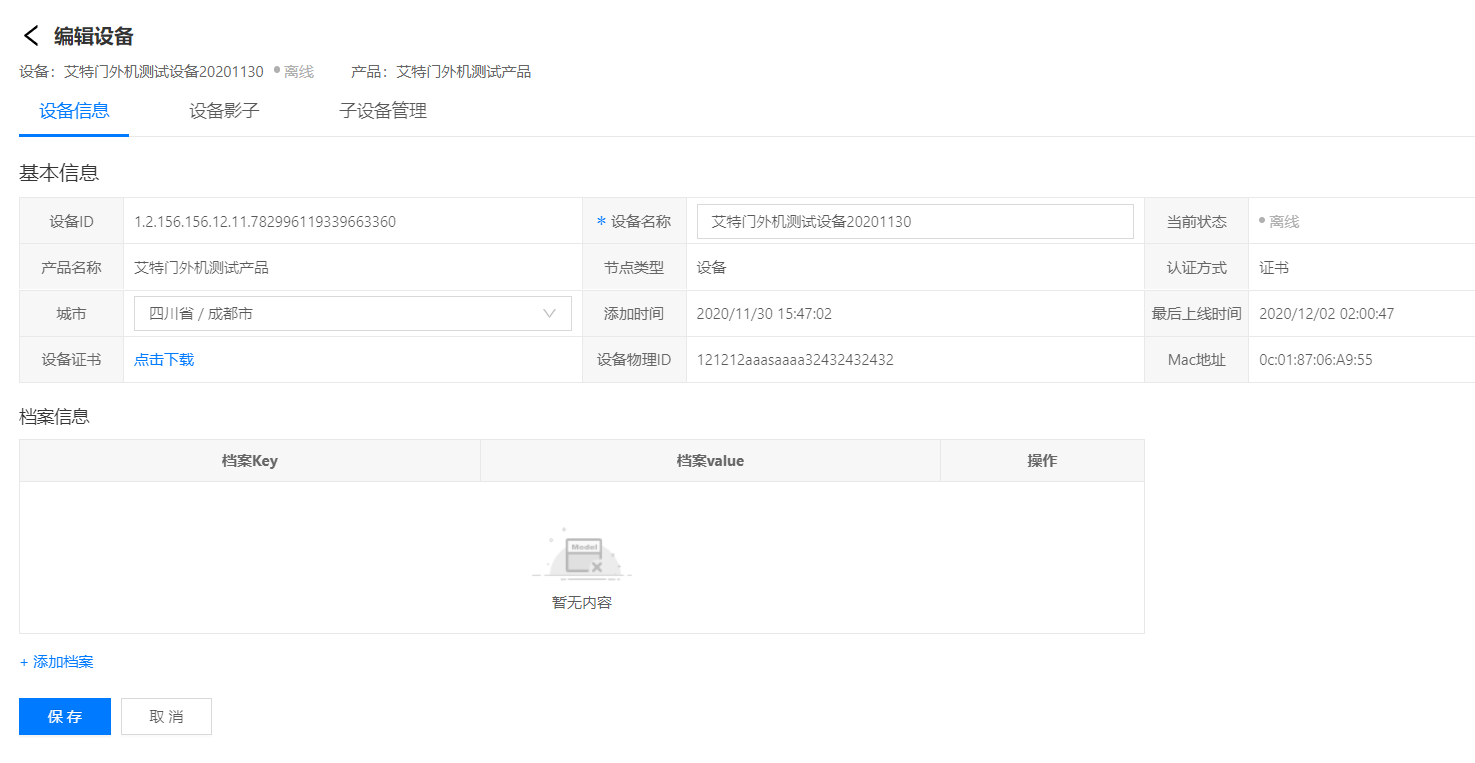 编辑设备
设备：艾特门外机测试设备20201130 离线 产品：艾特门外机测试产品
设备信息 设备影子 子设备管理
基本信息
设备ID 1.2.156.156.12.11.782996119339663360 * 设备名称 艾特门外机测试设备20201130 当前状态 离线
产品名称 艾特门外机测试产品 节点类型 设备 认证方式 证书
城市 四川省 / 成都市 添加时间 2020/11/30 15:47:02 最后上线时间 2020/12/02 02:00:47
设备证书 点击下载 设备物理ID 121212aaasaaaa32432432432 Mac地址 0c:01:87:06:A9:55
档案信息
档案Key 档案value 操作
Model
暂无内容
+ 添加档案
保 存 取 消